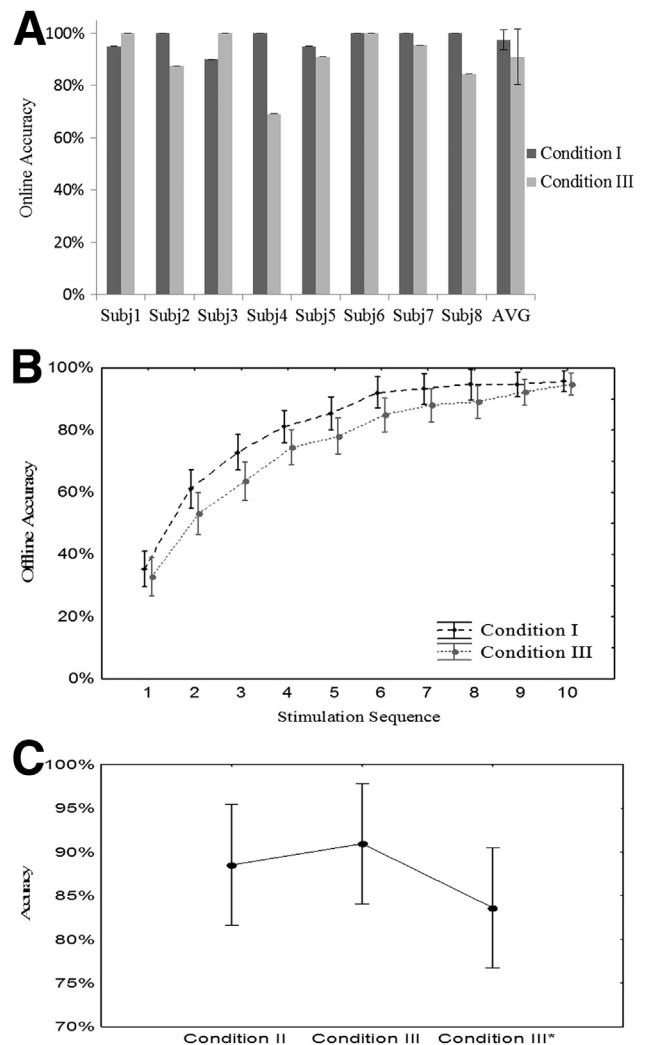 A
100%
80%
60%
40%
20%
0%
Online Accuracy
Subj1 Subj2 Subj3 Subj4 Subj5 Subj6 Subj7 Subj8 AVG
Condition I
Condition III
B
100%
80%
60%
40%
20%
0%
Offline Accuracy
Condition I
Condition III
1 2 3 4 5 6 7 8 9 10
Stimulation Sequence
C
100%
95%
90%
85%
80%
75%
70%
Accuracy
Condition II Condition III Condition III*